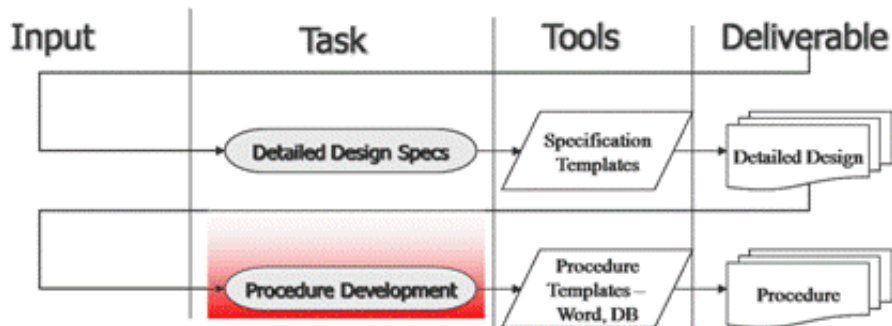 Input
Task
Tools
Deliverable
Detailed Design Specs
Specification
Templates
Detailed Design
Procedure Development
Procedure
Templates –
Word, DB
Procedure